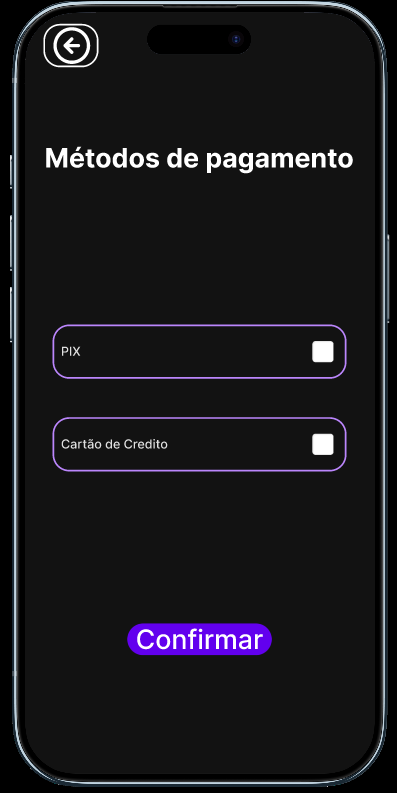 Métodos de pagamento
PIX
Cartão de Credito
Confirmar